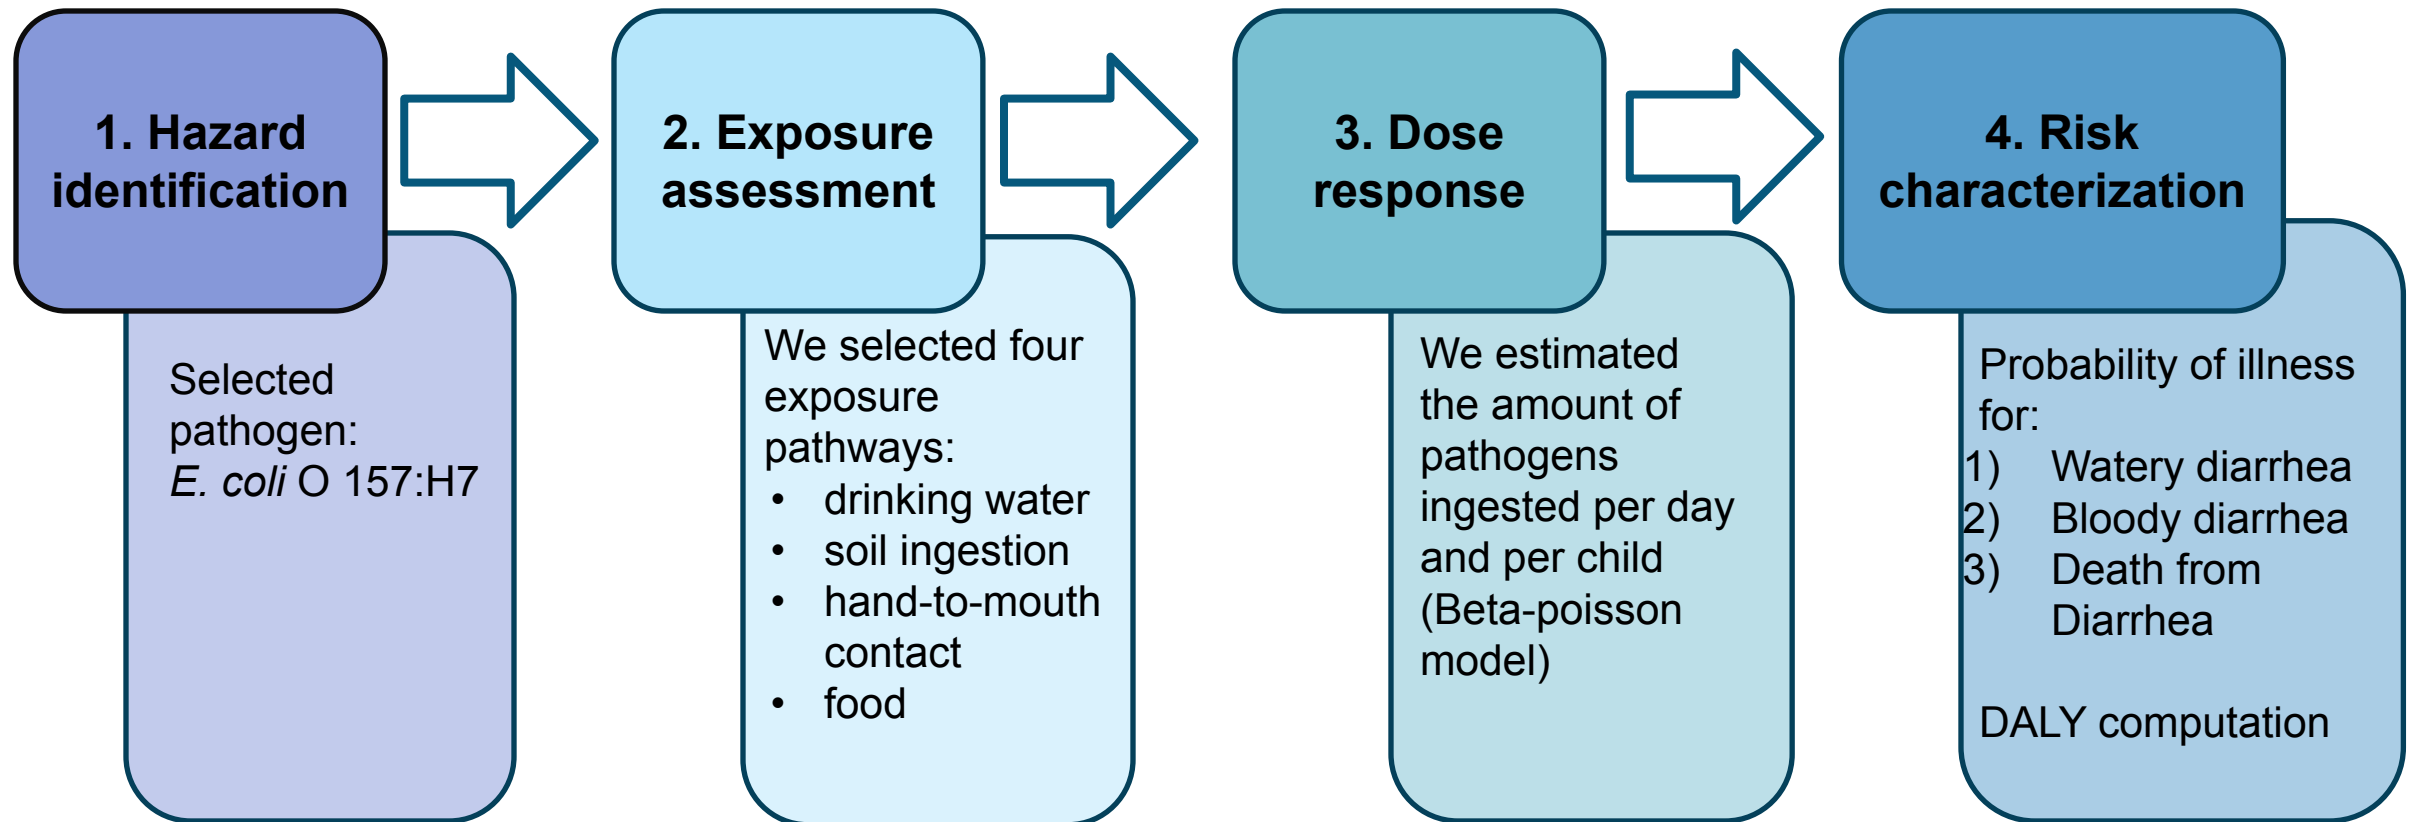 1. Hazard
identification
Selected
pathogen:
E. coli O 157:H7
2. Exposure
assessment
We selected four
exposure
pathways:
• drinking water
• soil ingestion
• hand-to-mouth
contact
• food
3. Dose
response
We estimated
the amount of
pathogens
ingested per day
and per child
(Beta-poisson
model)
4. Risk
characterization
Probability of illness
for:
1) Watery diarrhea
2) Bloody diarrhea
3) Death from
Diarrhea
DALY computation